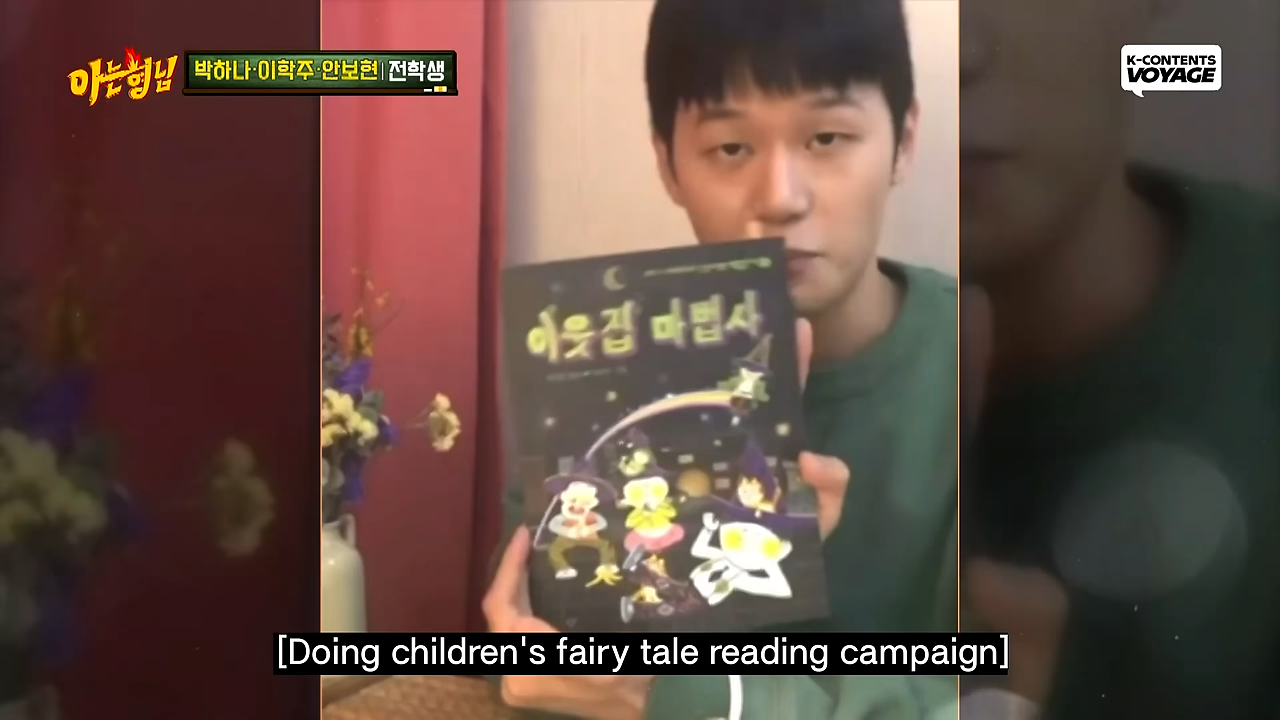 아는형님
박하나·이학주·안보현 | 전학생
K-CONTENTS
VOYAGE
이웃집 마법사
[Doing children's fairy tale reading campaign]